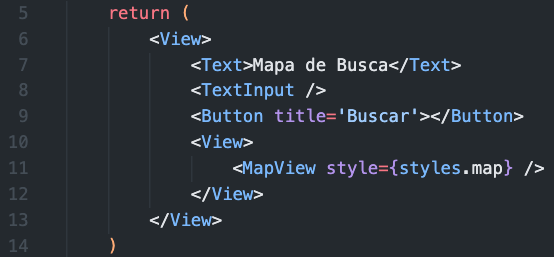 5 return (
6 <View>
7 <Text>Mapa de Busca</Text>
8 <TextInput />
9 <Button title='Buscar'></Button>
10 <View>
11 <MapView style={styles.map} />
12 </View>
13 </View>
14 )